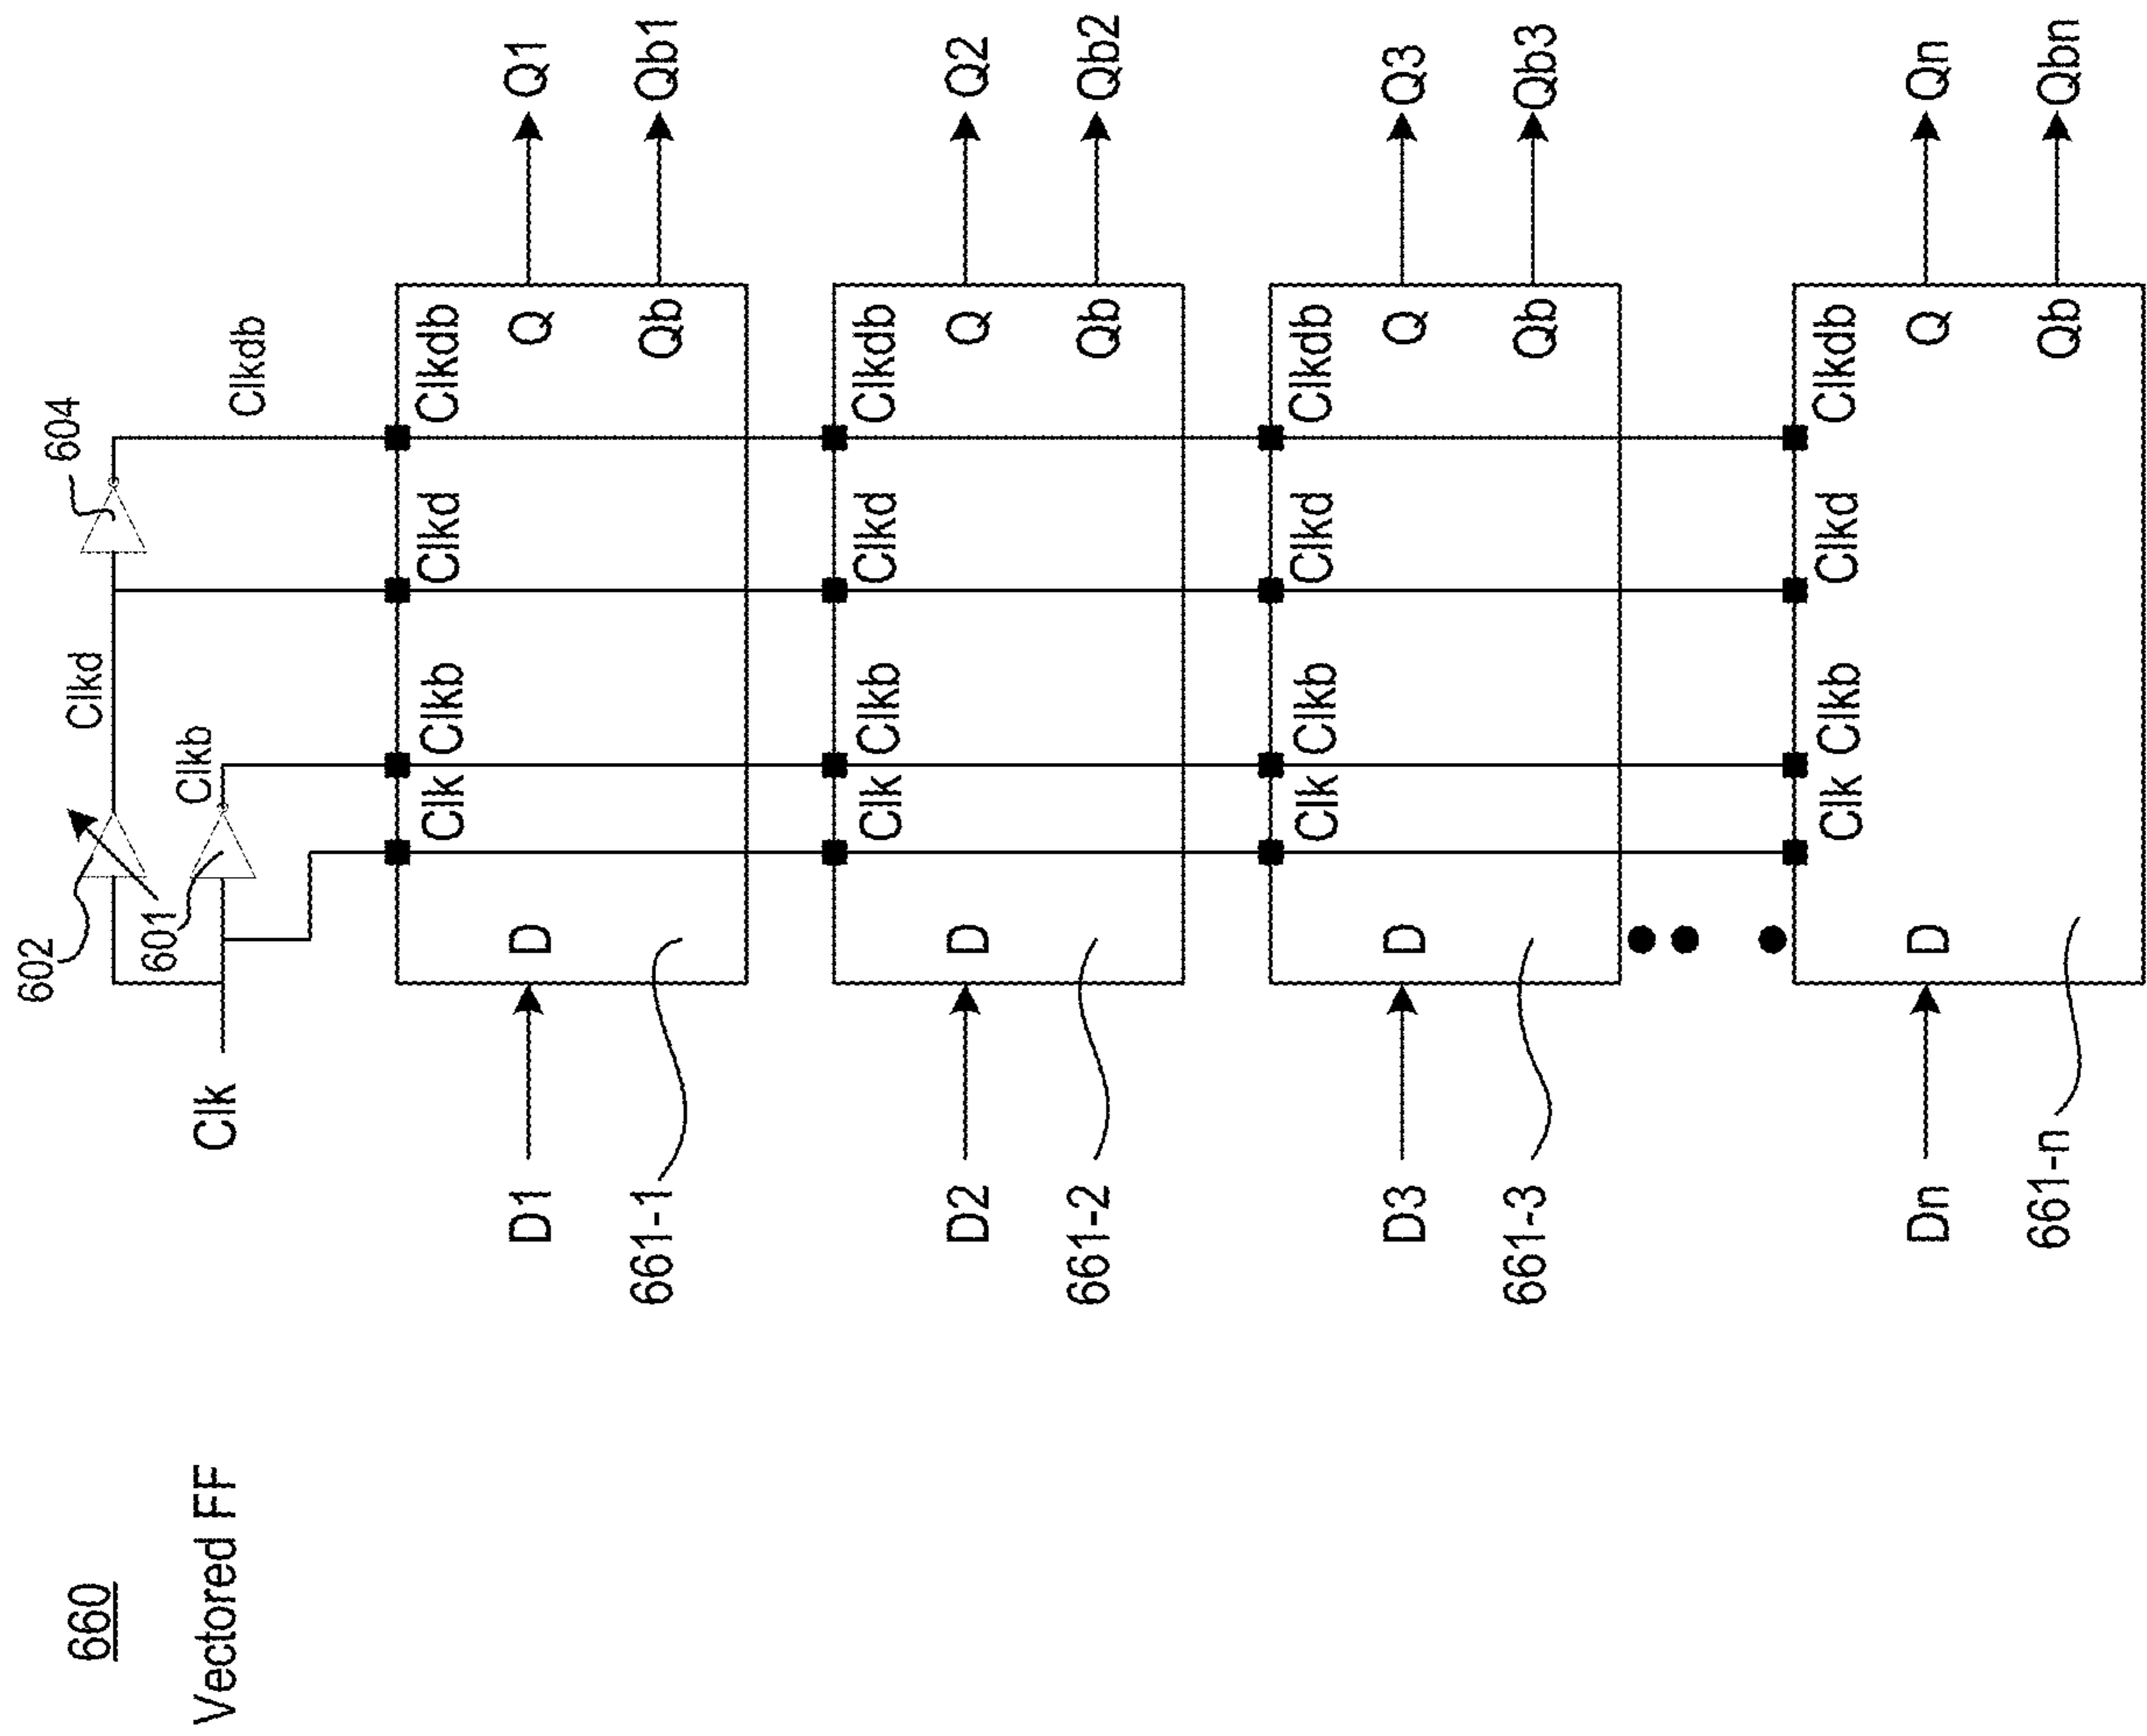 660
Vectored FF
Clk
602
601
Clkb
Clkd
604
Clkdb
Clk Clkb Clkd Clkdb
D1
D
Q
Q1
661-1
Qb
Qb1
Clk Clkb Clkd Clkdb
D2
D
Q
Q2
661-2
Qb
Qb2
Clk Clkb Clkd Clkdb
D3
D
Q
Q3
661-3
Qb
Qb3
Clk Clkb Clkd Clkdb
Dn
D
Q
Qn
661-n
Qb
Qbn